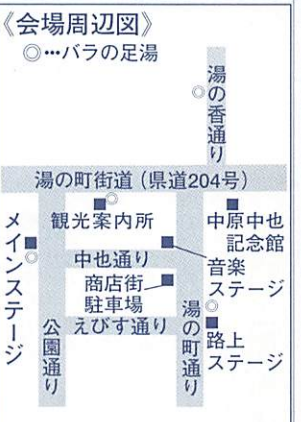 《会場周辺図》
◎…バラの足湯
湯の香通り
湯の町街道（県道204号）
観光案内所
中原中也
記念館
メインステージ
中也通り
音楽
ステージ
商店街
駐車場
えびす通り
公園通り
湯の町通り
路上
ステージ